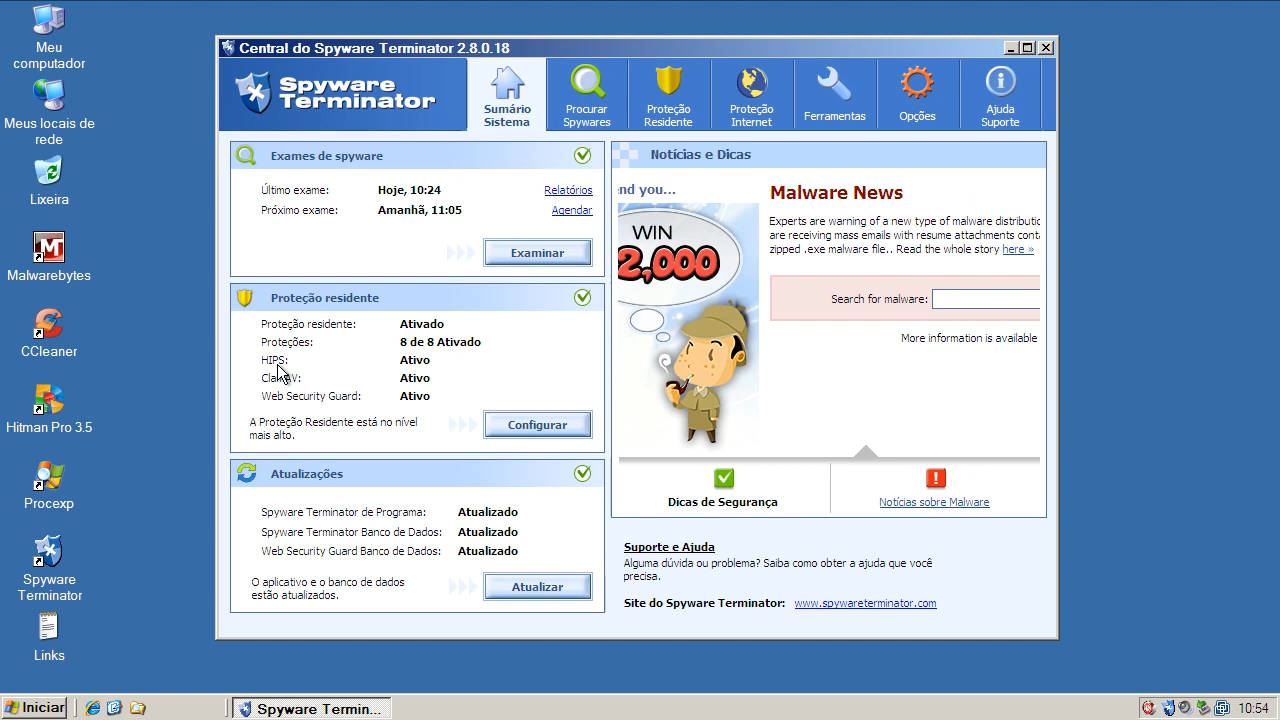 Meu
computador
Meus locais de
rede
Lixeira
Malwarebytes
CCleaner
Hitman Pro 3.5
Procexp
Spyware
Terminator
Links
Central do Spyware Terminator 2.8.0.18
Spyware
Terminator
Sumário
Sistema
Procurar
Spywares
Proteção
Residente
Proteção
Internet
Ferramentas
Opções
Ajuda
Suporte
Exames de spyware
Último exame: Hoje, 10:24 Relatórios
Próximo exame: Amanhã, 11:05 Agendar
Examinar
Proteção residente
Proteção residente: Ativado
Proteções: 8 de 8 Ativado
HIPS: Ativo
Ativo
Web Security Guard: Ativo
A Proteção Residente está no nível
mais alto.
Configurar
Atualizações
Spyware Terminator de Programa: Atualizado
Spyware Terminator Banco de Dados: Atualizado
Web Security Guard Banco de Dados: Atualizado
O aplicativo e o banco de dados
estão atualizados.
Atualizar
Notícias e Dicas
nd you...
WIN
2,000
Malware News
Experts are warning of a new type of malware distributic
are receiving mass emails with resume attachments conta
zipped .exe malware file.. Read the whole story here »
Search for malware:
More information is available
Dicas de Segurança
Notícias sobre Malware
Suporte e Ajuda
Alguma dúvida ou problema? Saiba como obter a ajuda que você
precisa.
Site do Spyware Terminator: www.spywareterminator.com
Iniciar
Spyware Termin...
10:54